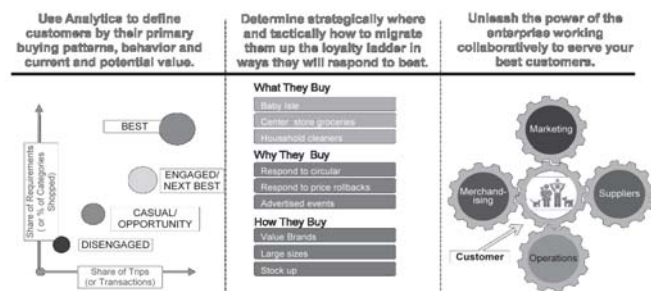 Use Analytics to define
customers by their primary
buying patterns, behavior and
current and potential value.
Share of Requirements
( or % of Categories
Shopped)
BEST
ENGAGED/
NEXT BEST
CASUAL/
OPPORTUNITY
DISENGAGED
Share of Trips
(or Transactions)
Determine strategically where
and tactically how to migrate
them up the loyalty ladder in
ways they will respond to beat.
What They Buy
Baby Isle
Center store groceries
Household cleaners
Why They Buy
Respond to circular
Respond to price rollbacks
Advertised events
How They Buy
Value Brands
Large sizes
Stock up
Unleash the power of the
enterprise working
collaboratively to serve your
best customers.
Marketing
Merchand-
ising
Suppliers
Customer
Operations